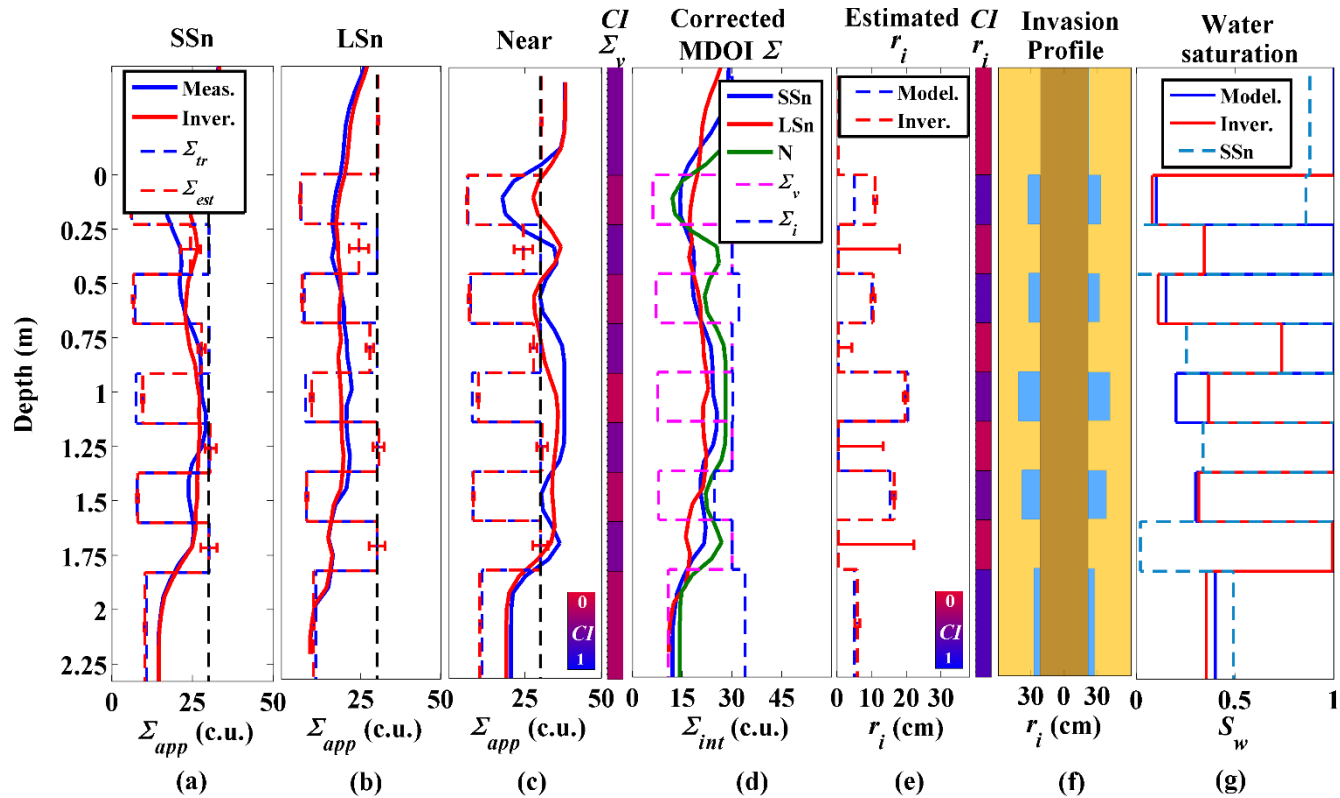 SSn
LSn
Near
CI
Σv
Corrected
MDOI Σ
Estimated
ri
CI
ri
Invasion
Profile
Water
saturation
Meas.
Inver.
Σtr
Σest
SSn
LSn
N
Σv
Σi
Model.
Inver.
Model.
Inver.
SSn
Depth (m)
0
0.25
0.5
0.75
1
1.25
1.5
1.75
2
2.25
0
CI
1
0
CI
1
0 25 50
0 25 50
0 25 50
0 15 30 45
0 10 20 30
30 0 30
0 0.5 1
Σapp (c.u.)
Σapp (c.u.)
Σapp (c.u.)
Σint (c.u.)
ri (cm)
ri (cm)
Sw
(a)
(b)
(c)
(d)
(e)
(f)
(g)